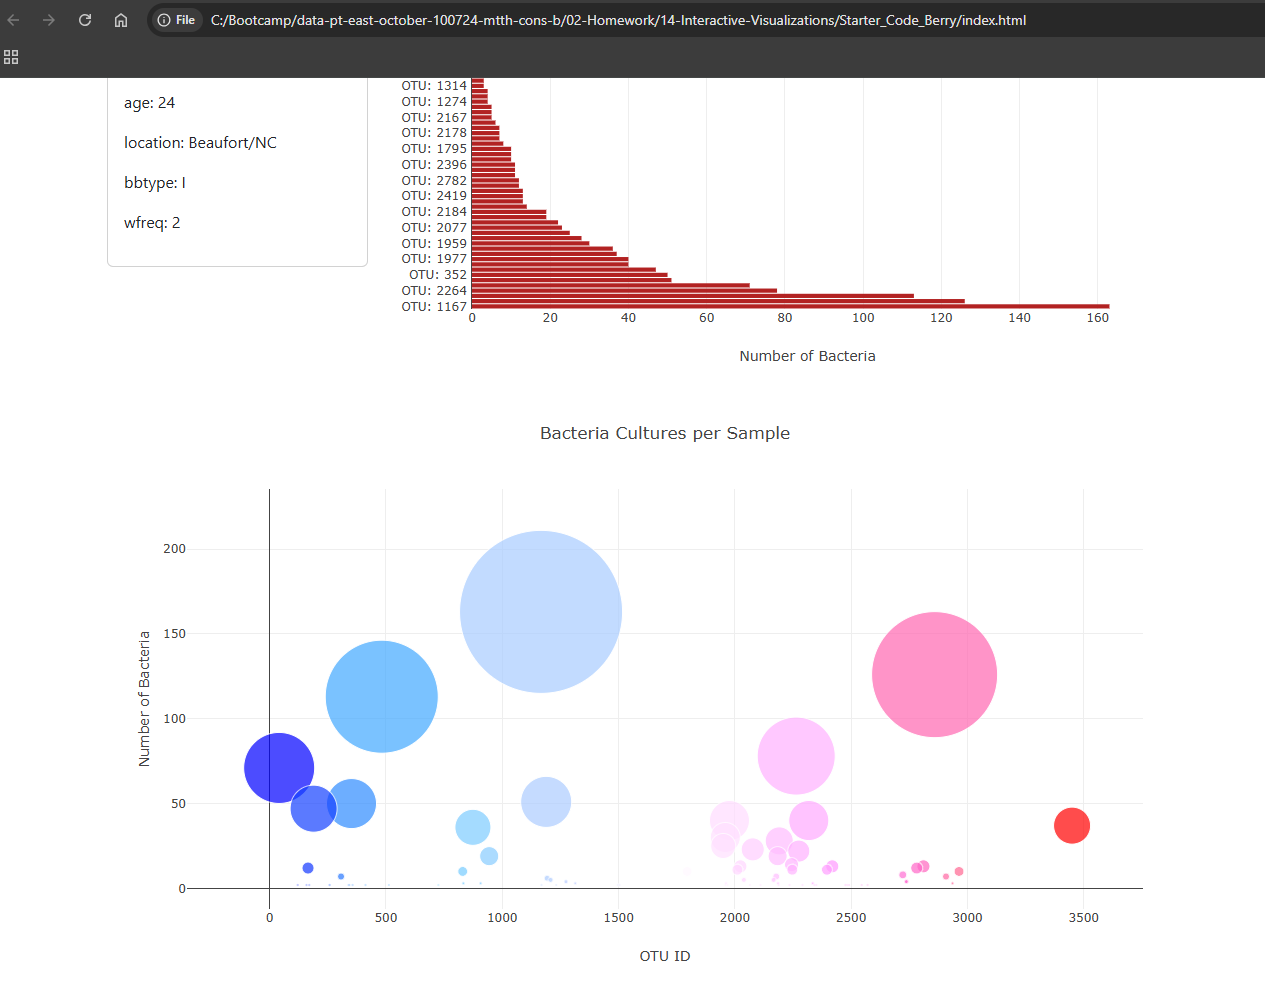 File C:/Bootcamp/data-pt-east-october-100724-mtth-cons-b/02-Homework/14-Interactive-Visualizations/Starter_Code_Berry/index.html
age: 24
location: Beaufort/NC
bbtype: I
wfreq: 2
OTU: 1314
OTU: 1274
OTU: 2167
OTU: 2178
OTU: 1795
OTU: 2396
OTU: 2782
OTU: 2419
OTU: 2184
OTU: 2077
OTU: 1959
OTU: 1977
OTU: 352
OTU: 2264
OTU: 1167
0 20 40 60 80 100 120 140 160
Number of Bacteria
Bacteria Cultures per Sample
200
150
100
50
0
Number of Bacteria
0 500 1000 1500 2000 2500 3000 3500
OTU ID